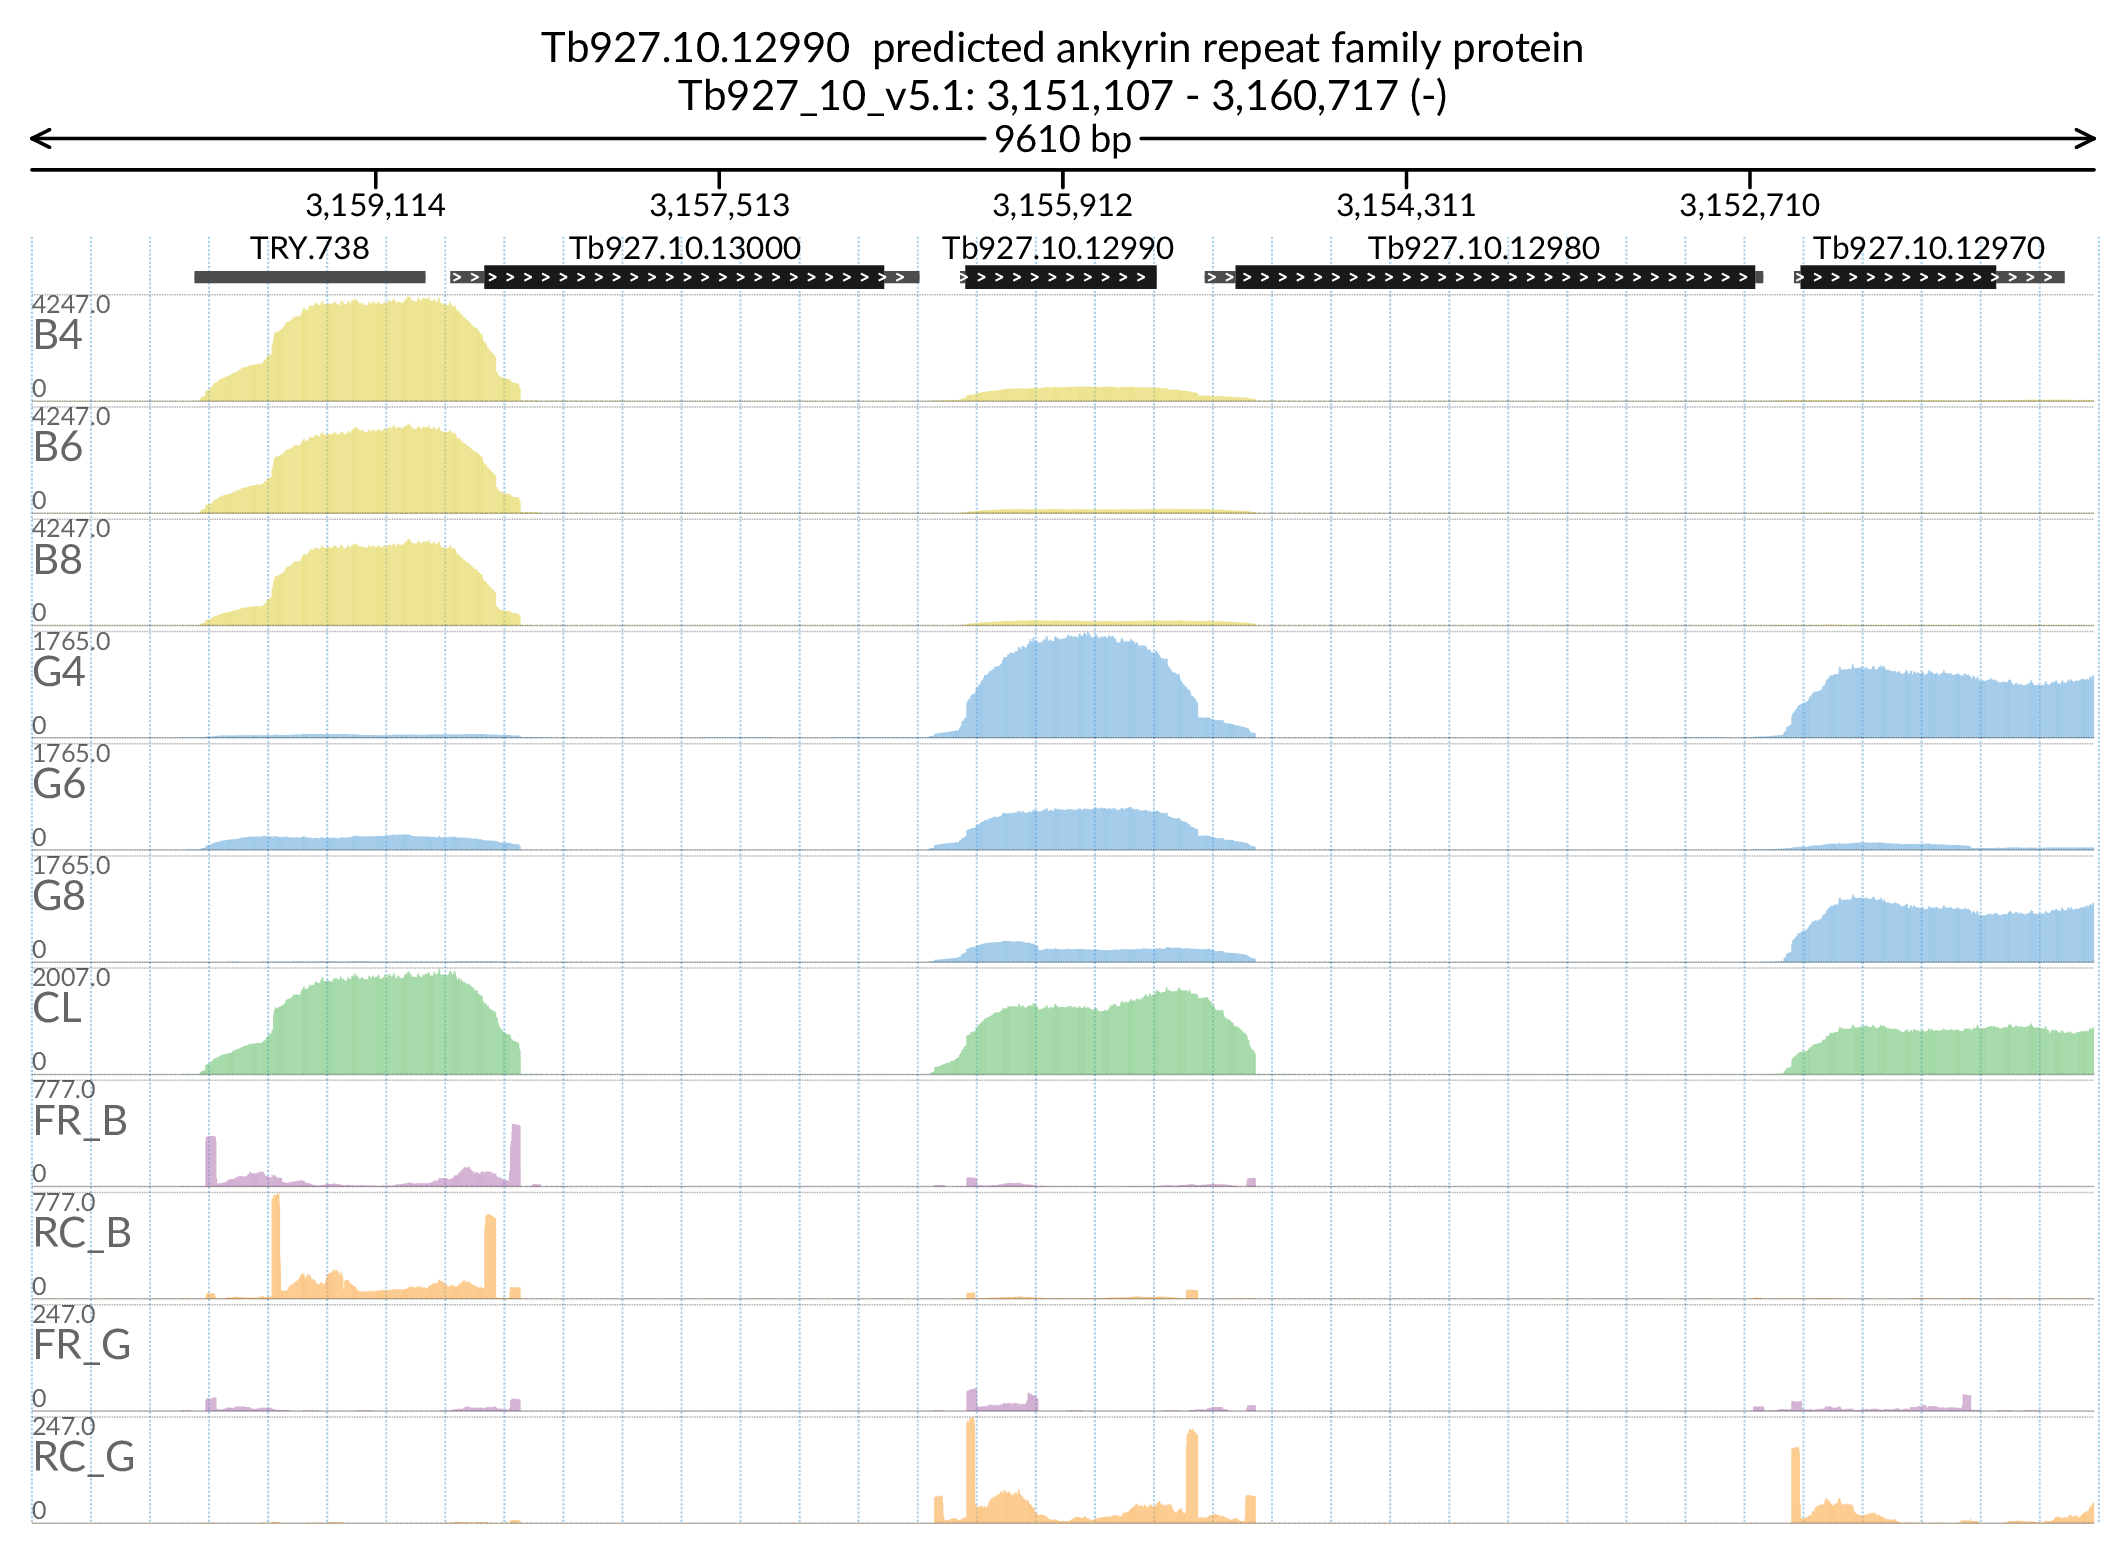 Tb927.10.12990  predicted ankyrin repeat family protein
Tb927_10_v5.1: 3,151,107 - 3,160,717 (-)
9610 bp
3,159,114 3,157,513 3,155,912 3,154,311 3,152,710
TRY.738 Tb927.10.13000 Tb927.10.12990 Tb927.10.12980 Tb927.10.12970
4247.0
B4
0
4247.0
B6
0
4247.0
B8
0
1765.0
G4
0
1765.0
G6
0
1765.0
G8
0
2007.0
CL
0
777.0
FR_B
0
777.0
RC_B
0
247.0
FR_G
0
247.0
RC_G
0